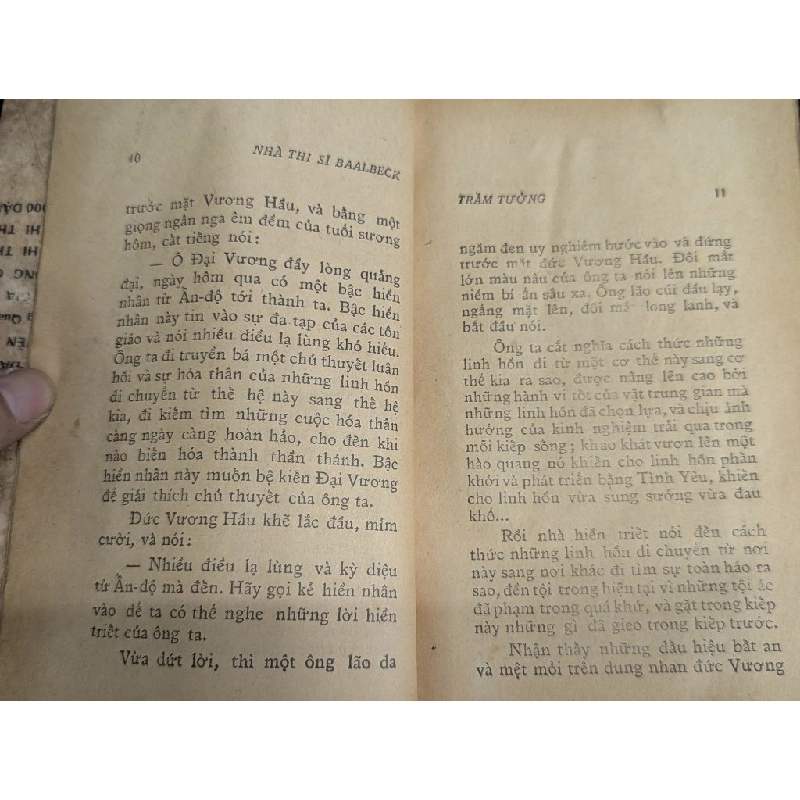 10
NHÀ THI SĨ BAALBECK
trước mặt Vương Hầu, và bằng một
giọng ngân nga êm đềm của tuổi sương
hôm, cất tiếng nói :
— Ô Đại Vương đầy lòng quảng
đại, ngày hôm qua có một bậc hiền
nhân từ Ấn-độ tới thành ta. Bậc hiền
nhân này tin vào sự đa tạp của các tôn
giáo và nói nhiều điều lạ lùng khó hiểu.
Ông ta đi truyền bá một chủ thuyết luân
hồi và sự hóa thân của những linh hồn
di chuyển từ thế hệ này sang thế hệ
kia, đi kiếm tìm những cuộc hóa thân
càng ngày càng hoàn hảo, cho đến khi
nào biến hóa thành thần thánh. Bậc
hiền nhân này muốn bệ kiến Đại Vương
để giải thích chủ thuyết của ông ta.
Đức Vương Hầu khẽ lắc đầu, mỉm
cười, và nói :
— Nhiều điều lạ lùng và kỳ diệu
từ Ấn-độ mà đến. Hãy gọi kẻ hiền nhân
vào để ta có thể nghe những lời hiền
triết của ông ta.
Vừa dứt lời, thì một ông lão da
TRẦM TƯỞNG
11
ngăm đen uy nghiêm bước vào và đứng
trước mặt đức Vương Hầu. Đôi mắt
lớn màu nâu của ông ta nói lên những
niềm bí ẩn sâu xa. Ông lão cúi đầu lạy,
ngẩng mặt lên, đôi mắt long lanh, và
bắt đầu nói.
Ông ta cắt nghĩa cách thức những
linh hồn đi từ một cơ thể này sang cơ
thể kia ra sao, được nâng lên cao bởi
những hành vi tốt của vật trung gian mà
những linh hồn đã chọn lựa, và chịu ảnh
hưởng của kinh nghiệm trải qua trong
mỗi kiếp sống ; khao khát vươn lên một
hào quang nó khiến cho linh hồn phấn
khởi và phát triển bằng Tình Yêu, khiến
cho linh hồn vừa sung sướng vừa đau
khổ...
Rồi nhà hiền triết nói đến cách
thức những linh hồn di chuyển từ nơi
này sang nơi khác đi tìm sự toàn hảo ra
sao, đền tội trong hiện tại vì những tội ác
đã phạm trong quá khứ, và gặt trong kiếp
này những gì đã gieo trong kiếp trước.
Nhận thấy những dấu hiệu bất an
và mệt mỏi trên dung nhan đức Vương